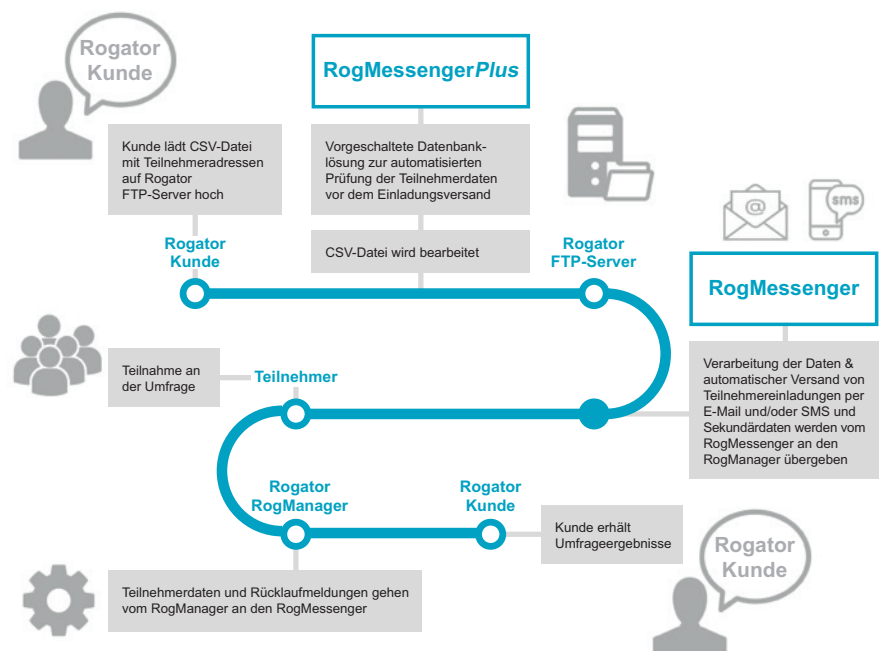 Rogator
Kunde
RogMessengerPlus
Kunde lädt CSV-Datei
mit Teilnehmeradressen
auf Rogator
FTP-Server hoch
Vorgeschaltete Datenbank-
lösung zur automatisierten
Prüfung der Teilnehmerdaten
vor dem Einladungsversand
@
sms
Rogator
Kunde
CSV-Datei wird bearbeitet
Rogator
FTP-Server
RogMessenger
Verarbeitung der Daten &
automatischer Versand von
Teilnehmereinladungen per
E-Mail und/oder SMS und
Sekundärdaten werden vom
RogMessenger an den
RogManager übergeben
Teilnahme an
der Umfrage
Teilnehmer
Rogator
RogManager
Rogator
Kunde
Kunde erhält
Umfrageergebnisse
Rogator
Kunde
Teilnehmerdaten und Rücklaufmeldungen gehen
vom RogManager an den RogMessenger